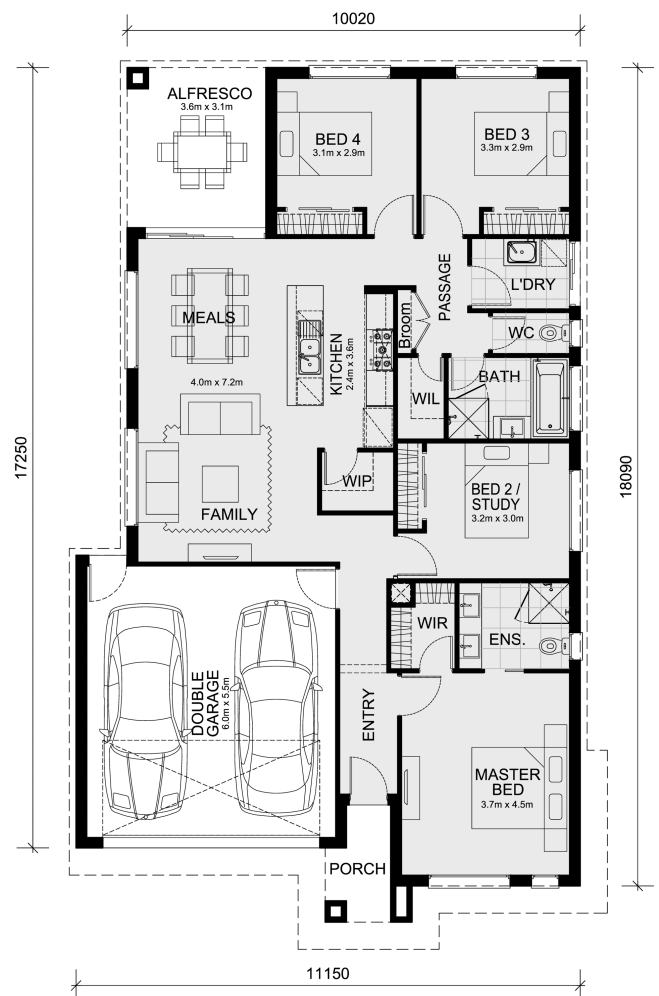 10020
ALFRESCO
3.6m x 3.1m
BED 4
3.1m x 2.9m
BED 3
3.3m x 2.9m
L'DRY
PASSAGE
Broom
WC
MEALS
KITCHEN
2.4m x 3.6m
BATH
WIL
4.0m x 7.2m
17250
18090
WIP
BED 2 /
STUDY
3.2m x 3.0m
FAMILY
WIR
ENS.
DOUBLE
GARAGE
6.0m x 5.5m
ENTRY
MASTER
BED
3.7m x 4.5m
PORCH
11150